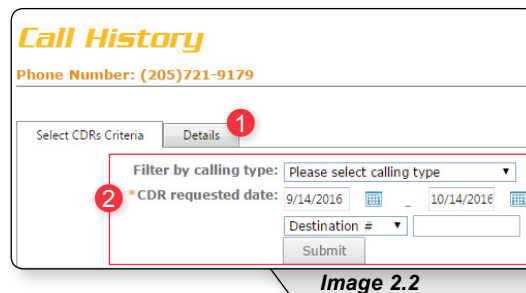 Call History
Phone Number: (205)721-9179
Select CDRs Criteria Details 1
Filter by calling type: Please select calling type
2 *CDR requested date: 9/14/2016 - 10/14/2016
Destination #
Submit
Image 2.2